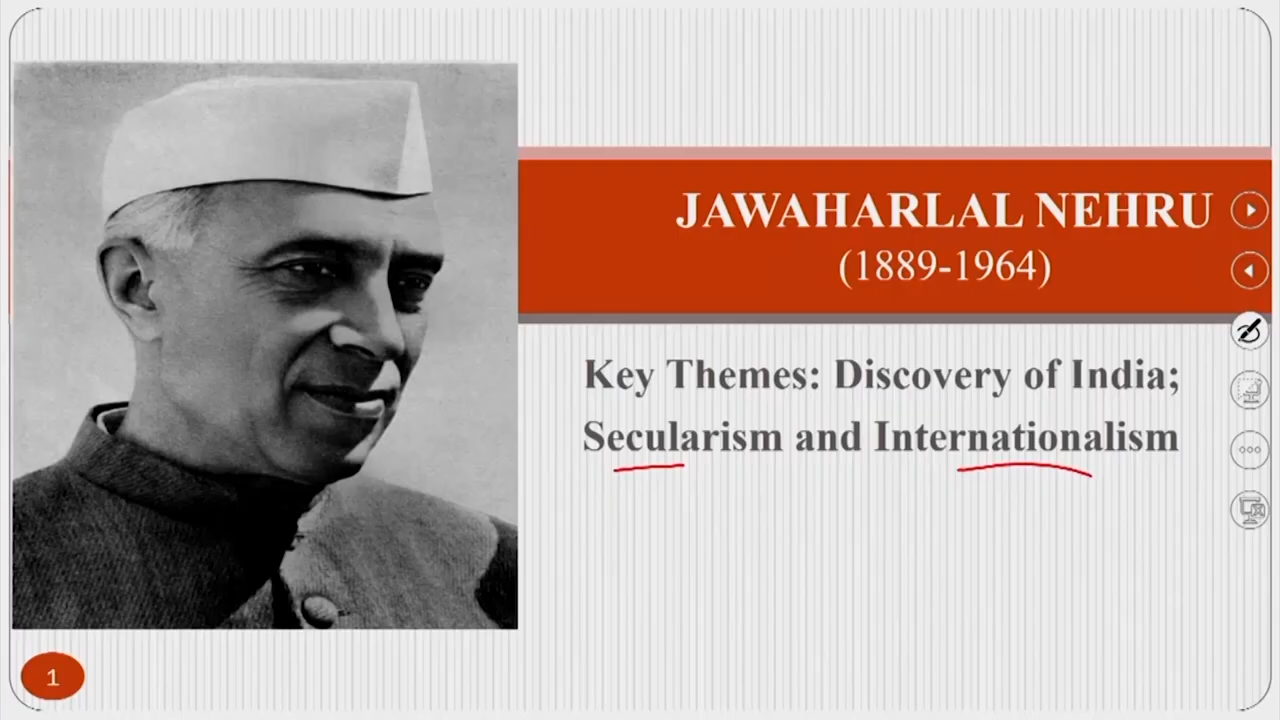 JAWAHARLAL NEHRU
(1889-1964)
Key Themes: Discovery of India;
Secularism and Internationalism
1